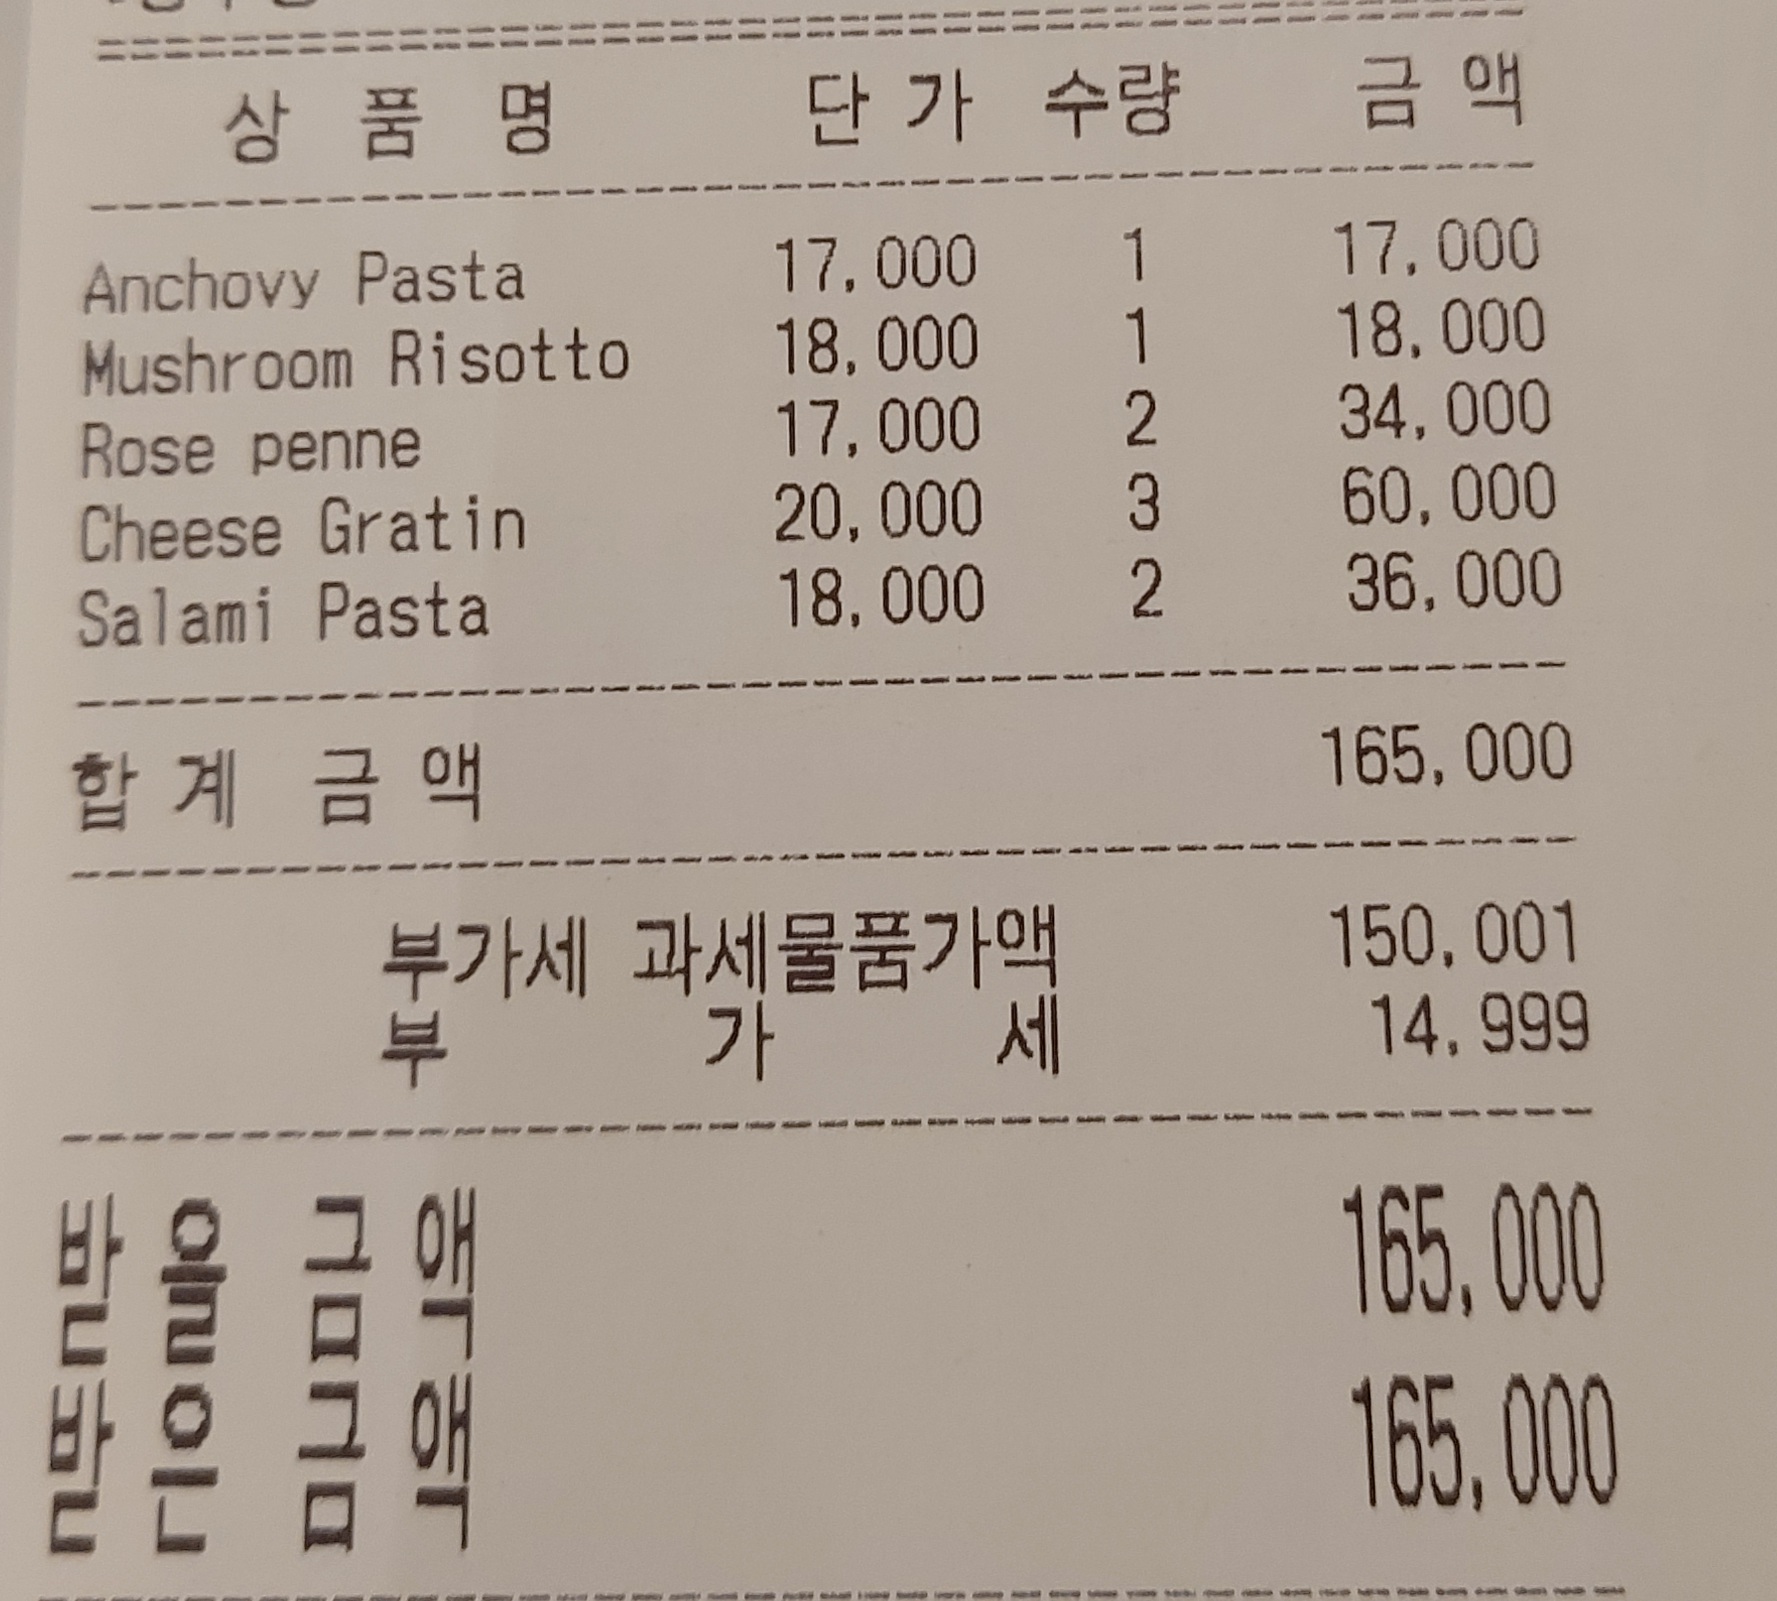 상 품 명 단 가 수량 금 액
Anchovy Pasta 17,000 1 17,000
Mushroom Risotto 18,000 1 18,000
Rose penne 17,000 2 34,000
Cheese Gratin 20,000 3 60,000
Salami Pasta 18,000 2 36,000
합 계 금 액 165,000
부가세 과세물품가액 150,001
부 가 세 14,999
받 을 금 액 165,000
받 은 금 액 165,000